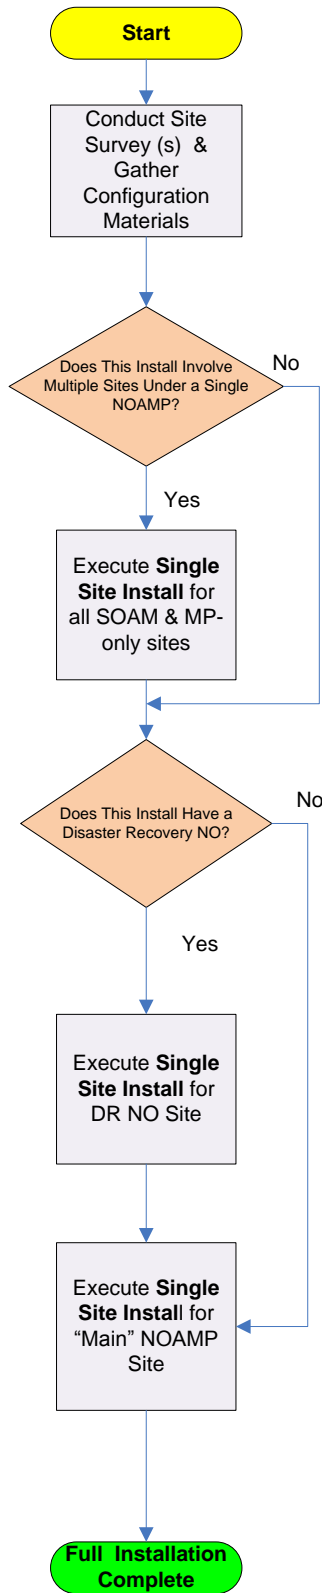 Start
Conduct Site
Survey (s) &
Gather
Configuration
Materials
Does This Install Involve
Multiple Sites Under a Single
NOAMP?
No
Yes
Execute Single
Site Install for
all SOAM & MP-
only sites
Does This Install Have a
Disaster Recovery NO?
No
Yes
Execute Single
Site Install for
DR NO Site
Execute Single
Site Install for
“Main” NOAMP
Site
Full Installation
Complete